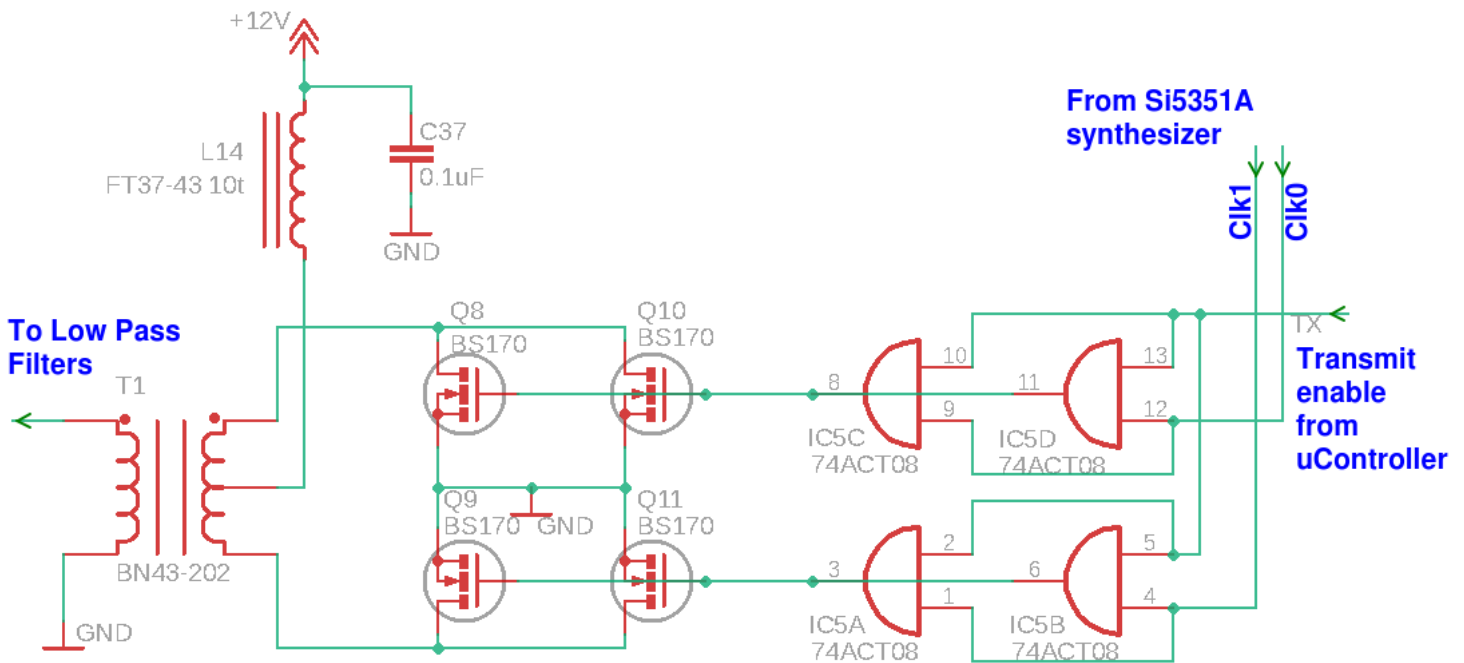 +12V
From Si5351A
synthesizer
C37
0.1uF
L14
FT37-43 10t
GND
Clk1
Clk0
To Low Pass
Filters
Q8
BS170
Q10
BS170
TX
Transmit
enable
from
uController
T1
10
13
8
11
9
12
IC5C
74ACT08
IC5D
74ACT08
Q9
BS170
GND
Q11
BS170
2
5
3
6
1
4
BN43-202
GND
IC5A
74ACT08
IC5B
74ACT08